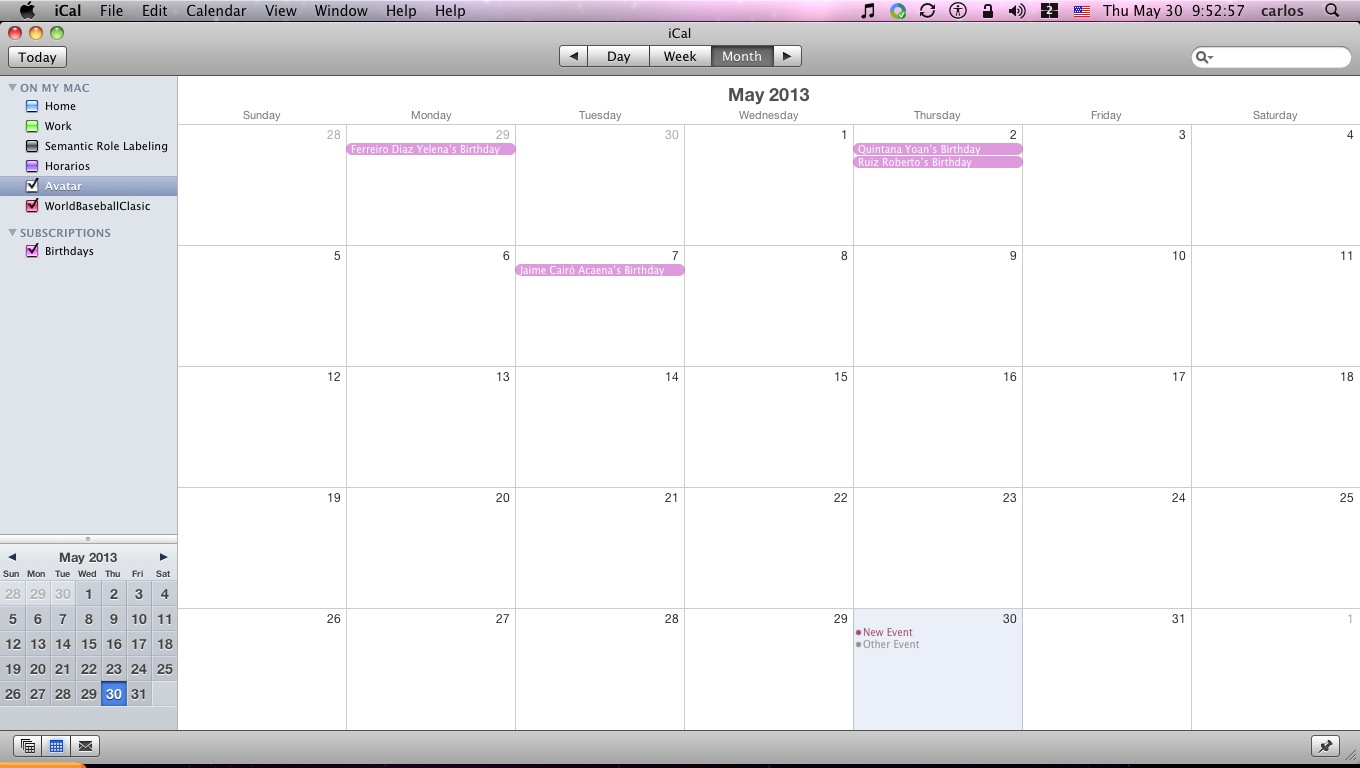 iCal File Edit Calendar View Window Help Help 2 Thu May 30 9:52:57 carlos
iCal
Today Day Week Month
ON MY MAC
Home
Work
Semantic Role Labeling
Horarios
Avatar
WorldBaseballClasic
SUBSCRIPTIONS
Birthdays
May 2013
Sunday Monday Tuesday Wednesday Thursday Friday Saturday
28 29 30 1 2 3 4
Ferreiro Diaz Yelena's Birthday Quintana Yoan's Birthday
Ruiz Roberto's Birthday
5 6 7 8 9 10 11
Jaime Cairó Acaena's Birthday
12 13 14 15 16 17 18
19 20 21 22 23 24 25
26 27 28 29 30 31 1
New Event
Other Event
May 2013
Sun Mon Tue Wed Thu Fri Sat
28 29 30 1 2 3 4
5 6 7 8 9 10 11
12 13 14 15 16 17 18
19 20 21 22 23 24 25
26 27 28 29 30 31